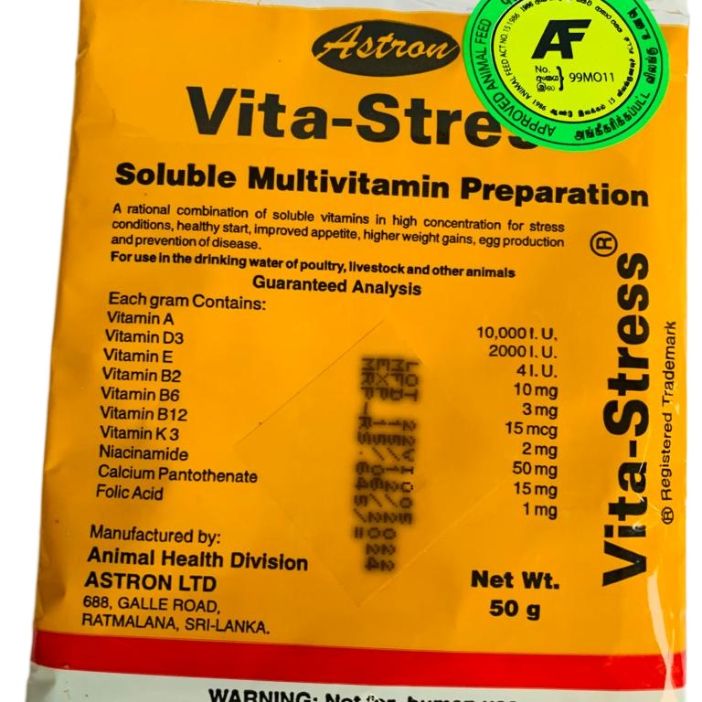 Astron
Vita-Stres
Soluble Multivitamin Preparation
A rational combination of soluble vitamins in high concentration for stress
conditions, healthy start, improved appetite, higher weight gains, egg production
and prevention of disease.
For use in the drinking water of poultry, livestock and other animals
Guaranteed Analysis
Each gram Contains:
Vitamin A 10,000 I. U.
Vitamin D3 2000 I. U.
Vitamin E 4 I. U.
Vitamin B2 10 mg
Vitamin B6 3 mg
Vitamin B12 15 mcg
Vitamin K 3 2 mg
Niacinamide 50 mg
Calcium Pantothenate 15 mg
Folic Acid 1 mg
Manufactured by:
Animal Health Division
ASTRON LTD
688, GALLE ROAD,
RATMALANA, SRI-LANKA.
Net Wt.
50 g
Vita-Stress®
® Registered Trademark
APPROVED ANIMAL FEED
AF
No.
99MO11
LOT
WARNING: Not for human use